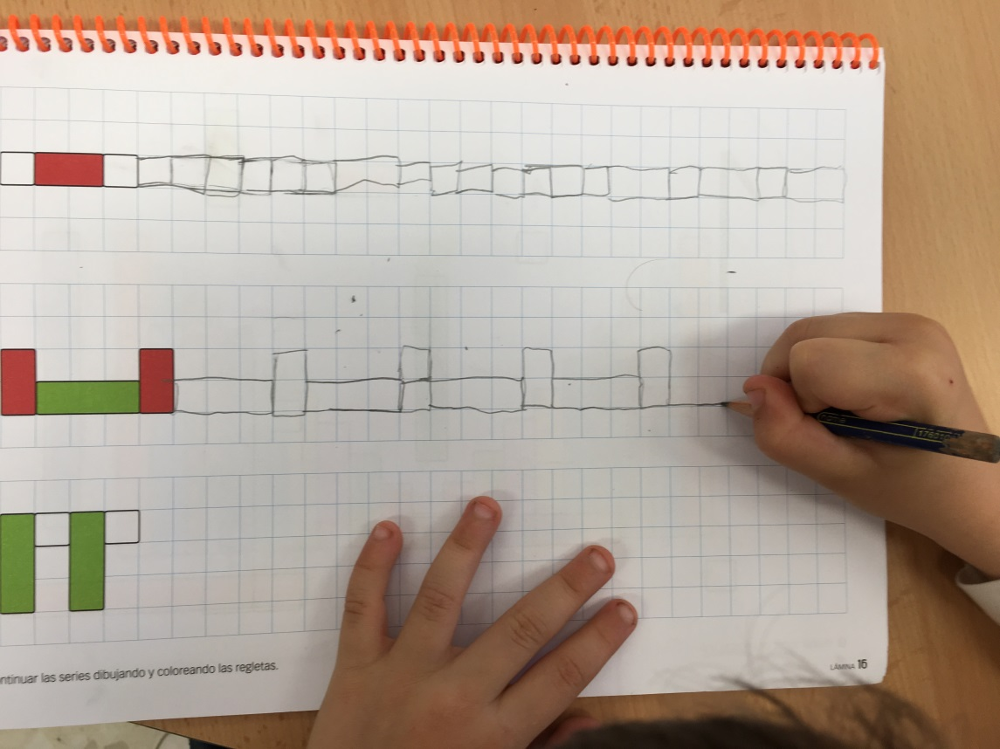 ntinuar las series dibujando y coloreando las regletas.
LÁMINA 16